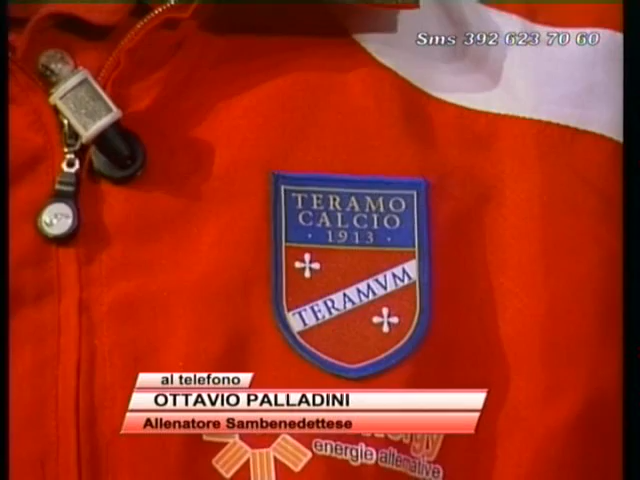 Sms 392 623 70 60
TERAMO
CALCIO
· 1913 ·
TERAMVM
al telefono
OTTAVIO PALLADINI
Allenatore Sambenedettese
energie alternative